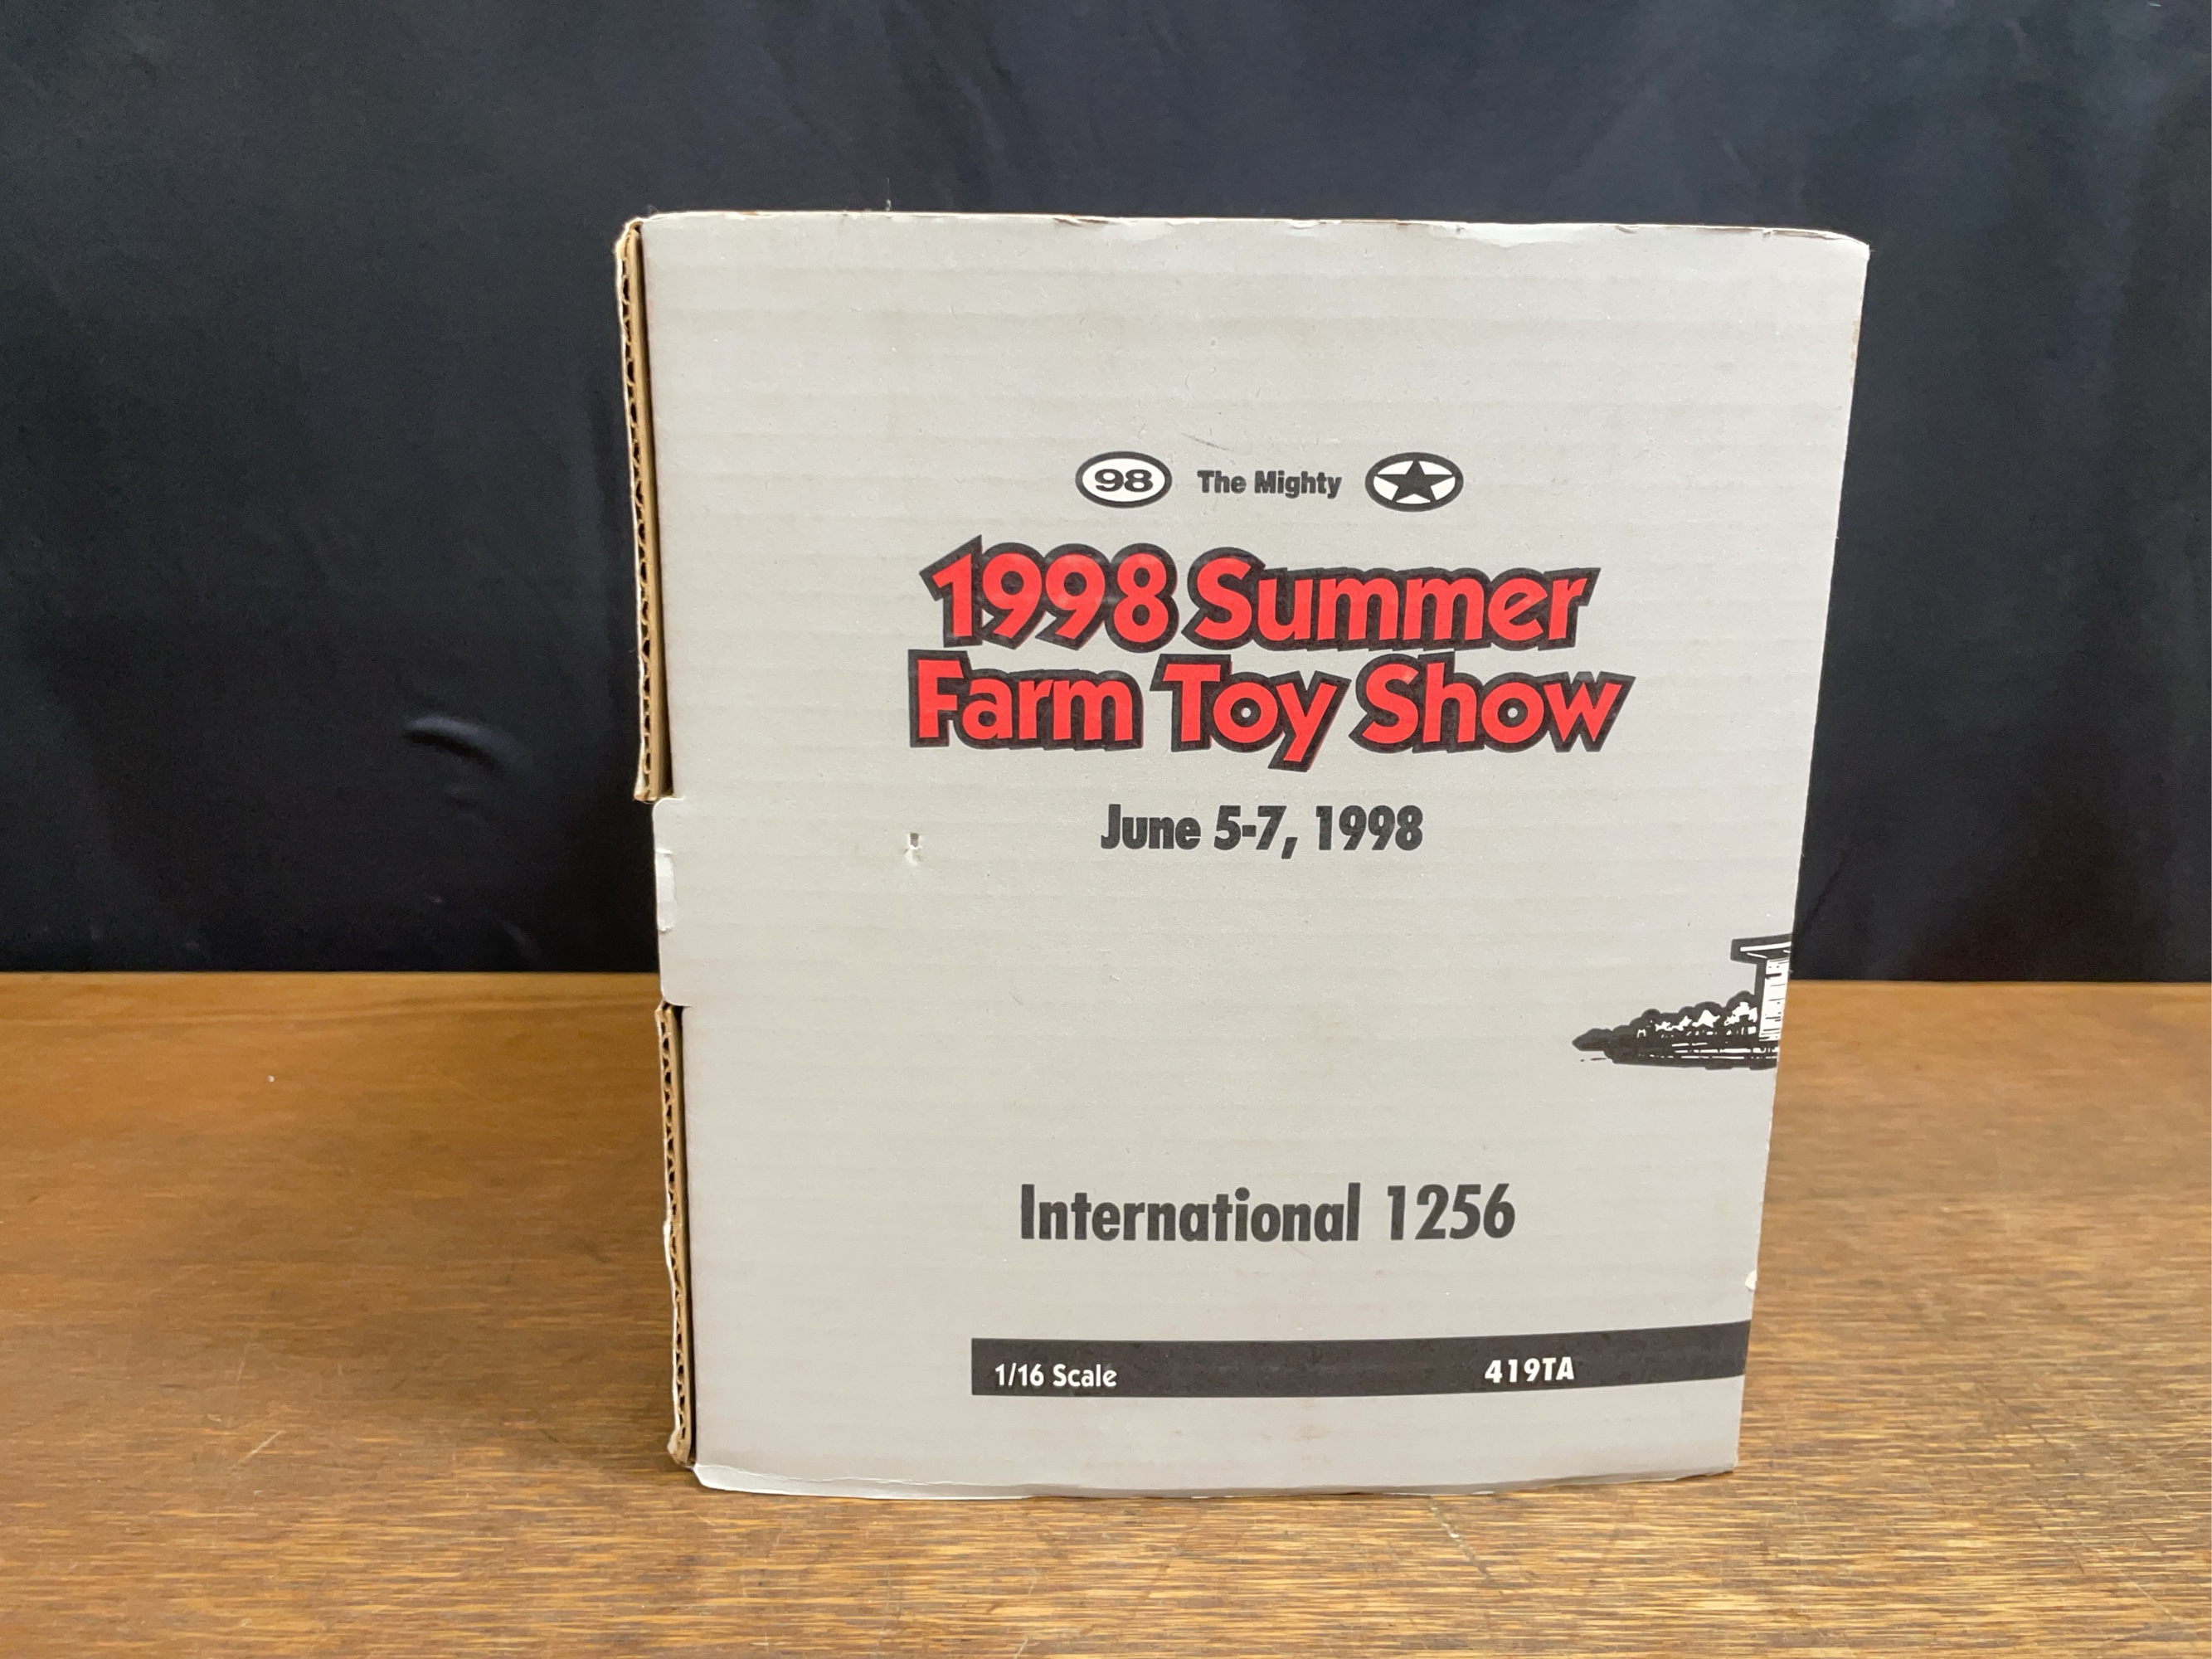 98 The Mighty
1998 Summer
Farm Toy Show
June 5-7, 1998
International 1256
1/16 Scale 419TA